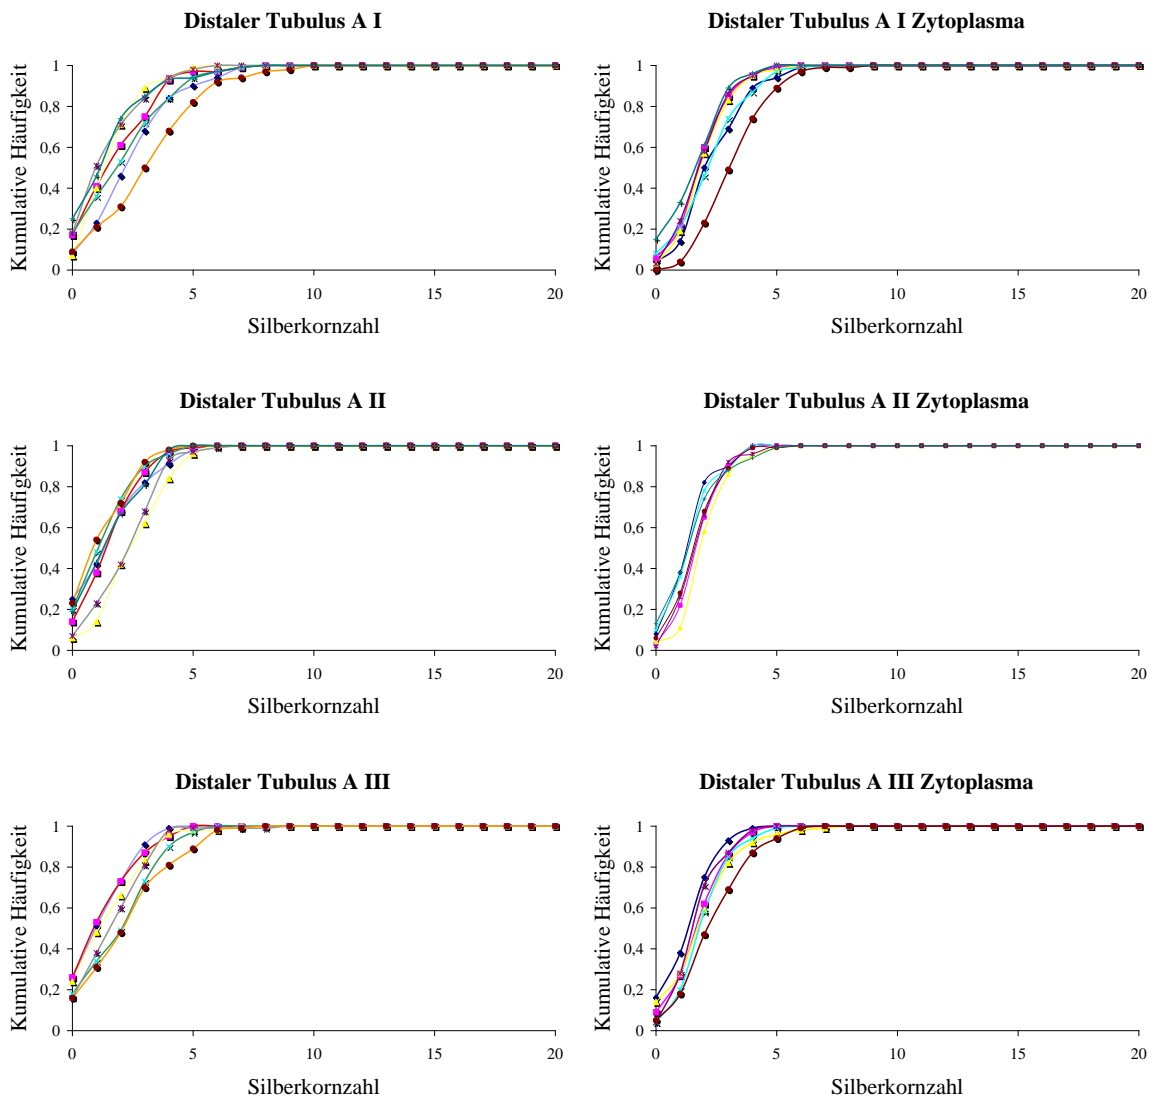 Distaler Tubulus A I
Kumulative Häufigkeit
1
0,8
0,6
0,4
0,2
0
0 5 10 15 20
Silberkornzahl
Distaler Tubulus A I Zytoplasma
Kumulative Häufigkeit
1
0,8
0,6
0,4
0,2
0
0 5 10 15 20
Silberkornzahl
Distaler Tubulus A II
Kumulative Häufigkeit
1
0,8
0,6
0,4
0,2
0
0 5 10 15 20
Silberkornzahl
Distaler Tubulus A II Zytoplasma
Kumulative Häufigkeit
1
0,8
0,6
0,4
0,2
0
0 5 10 15 20
Silberkornzahl
Distaler Tubulus A III
Kumulative Häufigkeit
1
0,8
0,6
0,4
0,2
0
0 5 10 15 20
Silberkornzahl
Distaler Tubulus A III Zytoplasma
Kumulative Häufigkeit
1
0,8
0,6
0,4
0,2
0
0 5 10 15 20
Silberkornzahl